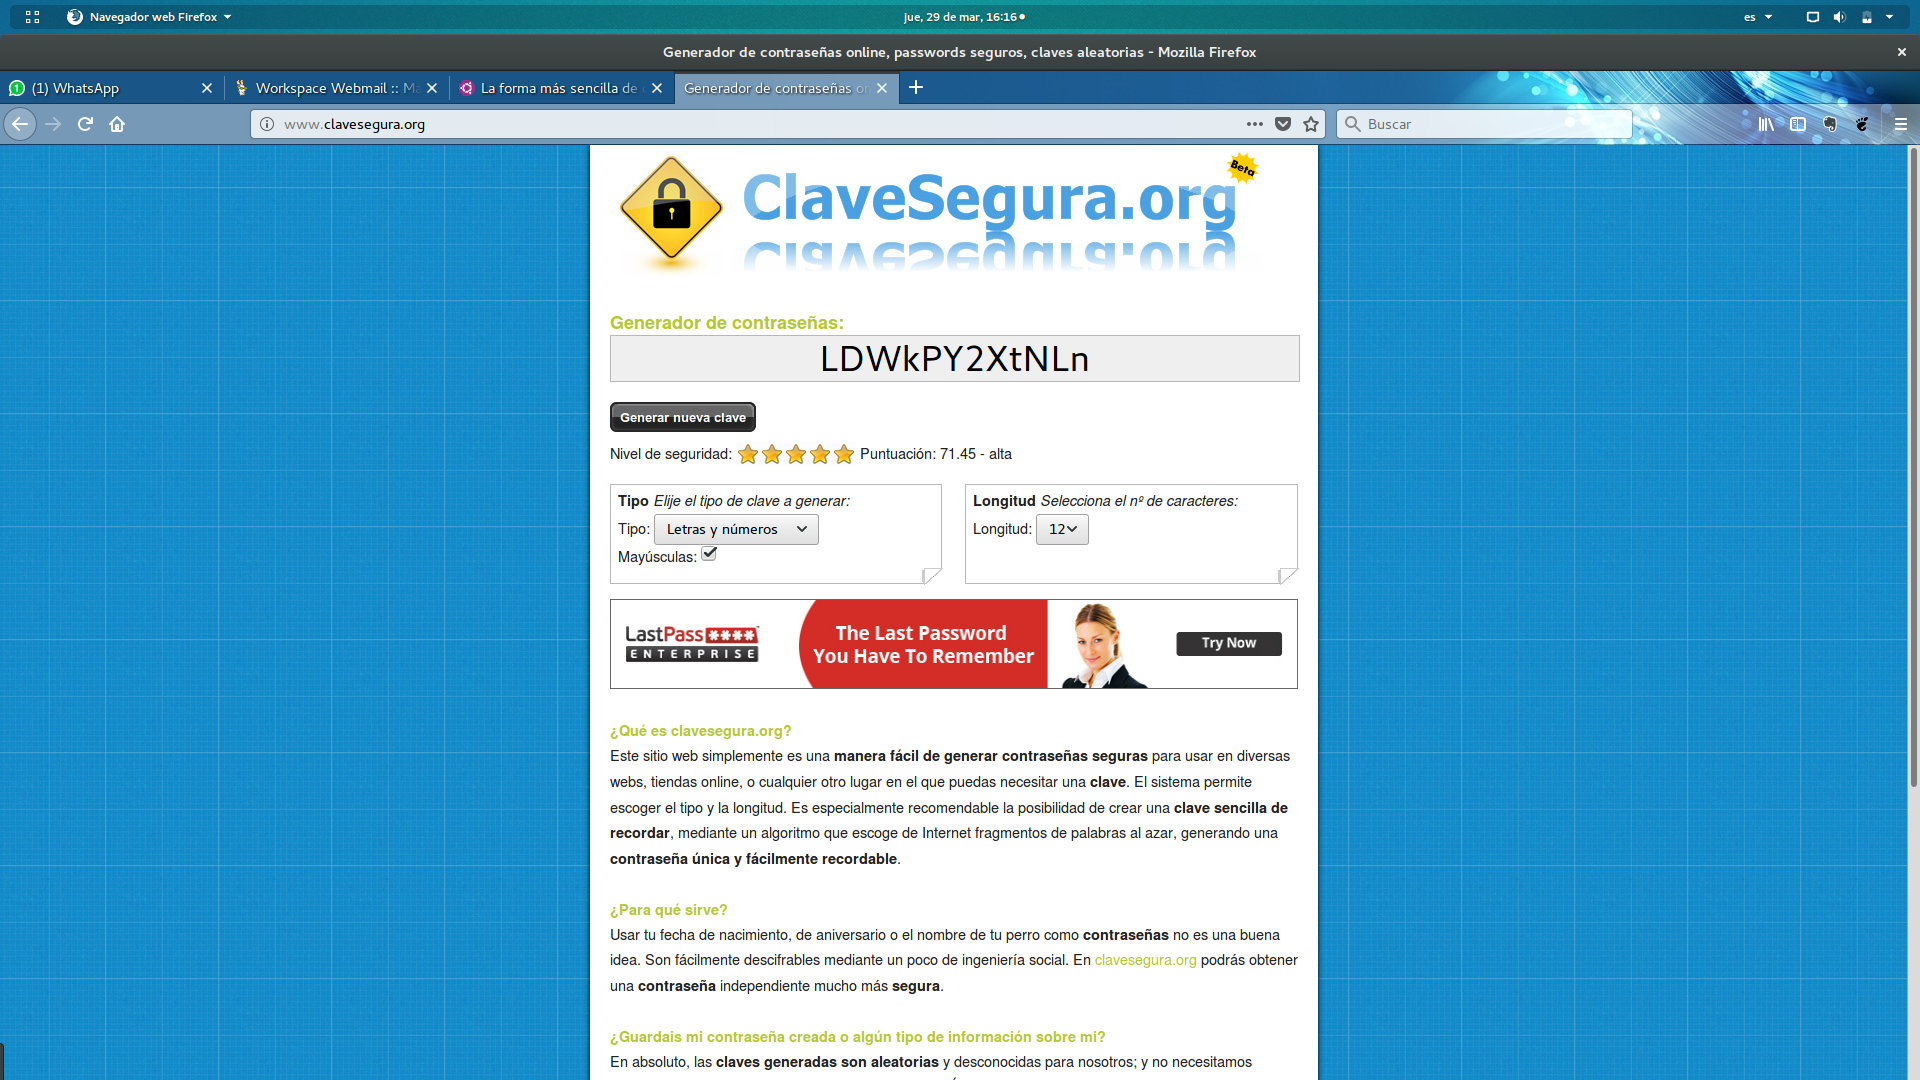 Navegador web Firefox
jue, 29 de mar, 16:16
es
Generador de contraseñas online, passwords seguros, claves aleatorias - Mozilla Firefox
(1) WhatsApp
Workspace Webmail :: Ma
La forma más sencilla de
Generador de contraseñas on
www.clavesegura.org
Buscar
ClaveSegura.org
Beta
Generador de contraseñas:
LDWkPY2XtNLn
Generar nueva clave
Nivel de seguridad: Puntuación: 71.45 - alta
Tipo Elije el tipo de clave a generar:
Tipo: Letras y números
Mayúsculas:
Longitud Selecciona el nº de caracteres:
Longitud: 12
LastPass ****
ENTERPRISE
The Last Password
You Have To Remember
Try Now
¿Qué es clavesegura.org?
Este sitio web simplemente es una manera fácil de generar contraseñas seguras para usar en diversas
webs, tiendas online, o cualquier otro lugar en el que puedas necesitar una clave. El sistema permite
escoger el tipo y la longitud. Es especialmente recomendable la posibilidad de crear una clave sencilla de
recordar, mediante un algoritmo que escoge de Internet fragmentos de palabras al azar, generando una
contraseña única y fácilmente recordable.
¿Para qué sirve?
Usar tu fecha de nacimiento, de aniversario o el nombre de tu perro como contraseñas no es una buena
idea. Son fácilmente descifrables mediante un poco de ingeniería social. En clavesegura.org podrás obtener
una contraseña independiente mucho más segura.
¿Guardais mi contraseña creada o algún tipo de información sobre mi?
En absoluto, las claves generadas son aleatorias y desconocidas para nosotros; y no necesitamos